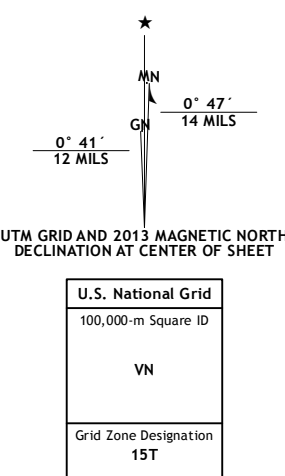 ★
MN
0° 47´
14 MILS
GN
0° 41´
12 MILS
UTM GRID AND 2013 MAGNETIC NORTH
DECLINATION AT CENTER OF SHEET
U.S. National Grid
100,000-m Square ID
VN
Grid Zone Designation
15T